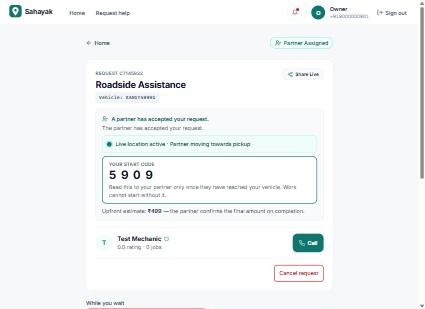 Sahayak
Home
Request help
O
Owner
Sign out
← Home
Partner Assigned
Share Live
Roadside Assistance
A partner has accepted your request.
The partner has accepted your request.
Live location active · Partner moving towards pickup
YOUR START CODE
5 9 0 9
Read this to your partner only once they have reached your vehicle. Work
cannot start without it.
Upfront estimate: ₹499 — the partner confirms the final amount on completion.
T
Test Mechanic
0.0 rating · 0 jobs
Call
Cancel request
While you wait